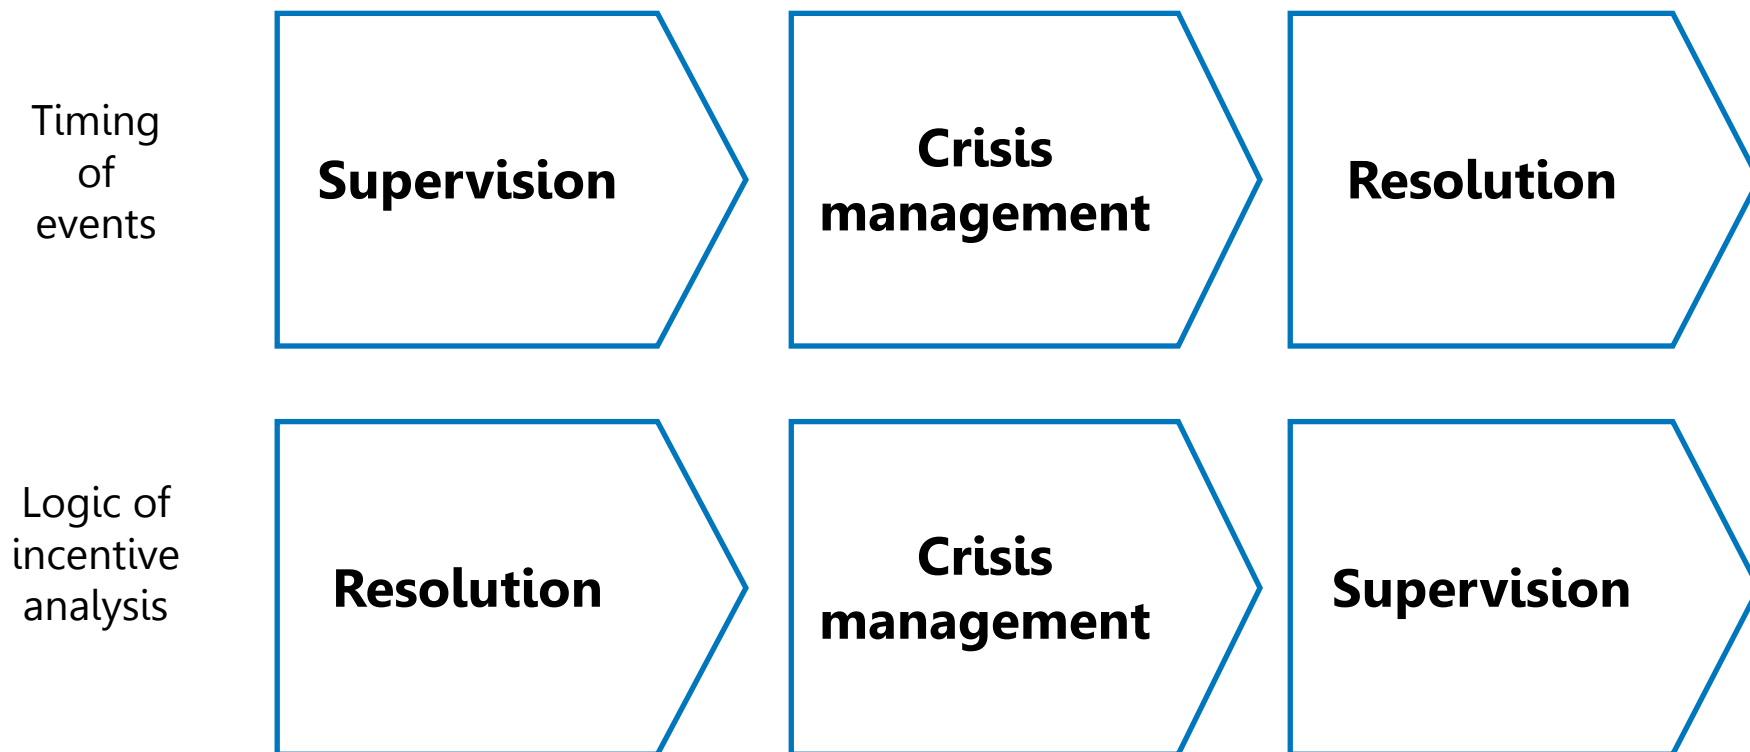 Timing
of
events
Supervision
Crisis
management
Resolution
Logic of
incentive
analysis
Resolution
Crisis
management
Supervision